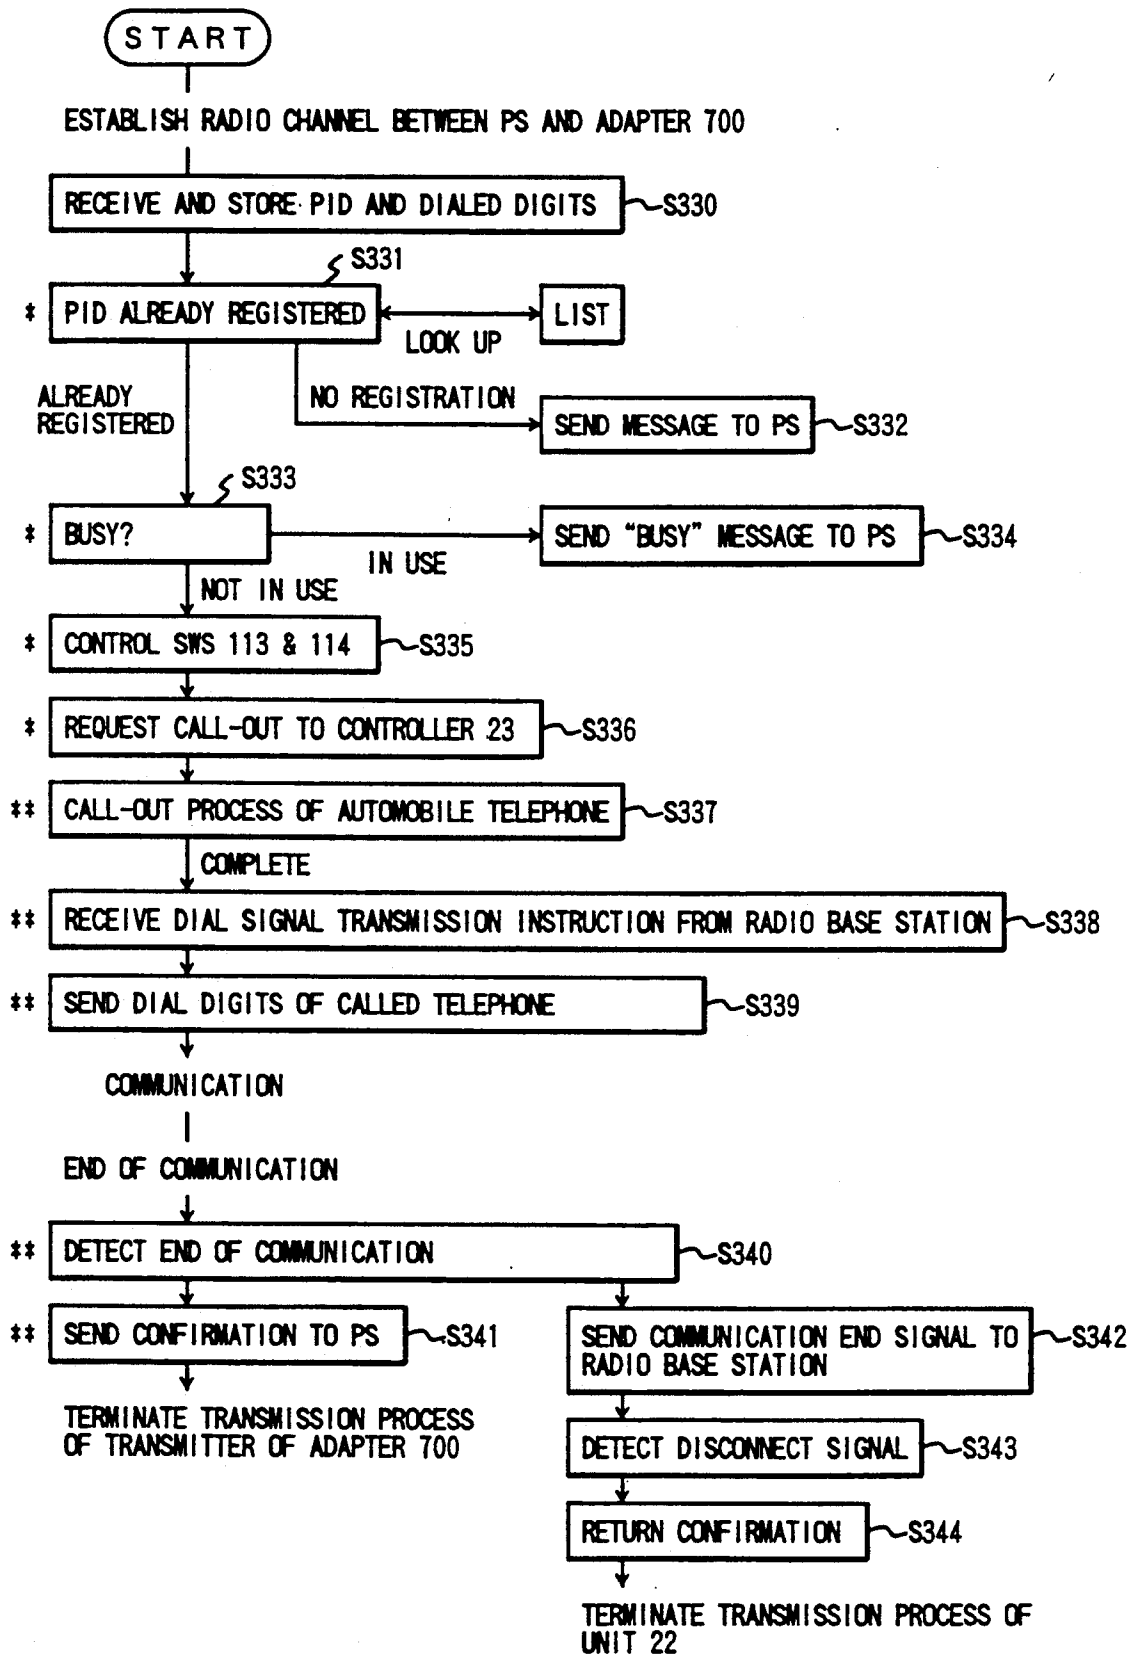 START
ESTABLISH RADIO CHANNEL BETWEEN PS AND ADAPTER 700
RECEIVE AND STORE PID AND DIALED DIGITS
S330
S331
* PID ALREADY REGISTERED
LIST
LOOK UP
ALREADY
REGISTERED
NO REGISTRATION
SEND MESSAGE TO PS
S332
S333
* BUSY?
IN USE
SEND "BUSY" MESSAGE TO PS
S334
NOT IN USE
* CONTROL SWS 113 & 114
S335
* REQUEST CALL-OUT TO CONTROLLER 23
S336
** CALL-OUT PROCESS OF AUTOMOBILE TELEPHONE
S337
COMPLETE
** RECEIVE DIAL SIGNAL TRANSMISSION INSTRUCTION FROM RADIO BASE STATION
S338
** SEND DIAL DIGITS OF CALLED TELEPHONE
S339
COMMUNICATION
END OF COMMUNICATION
** DETECT END OF COMMUNICATION
S340
** SEND CONFIRMATION TO PS
S341
TERMINATE TRANSMISSION PROCESS
OF TRANSMITTER OF ADAPTER 700
SEND COMMUNICATION END SIGNAL TO
RADIO BASE STATION
S342
DETECT DISCONNECT SIGNAL
S343
RETURN CONFIRMATION
S344
TERMINATE TRANSMISSION PROCESS OF
UNIT 22